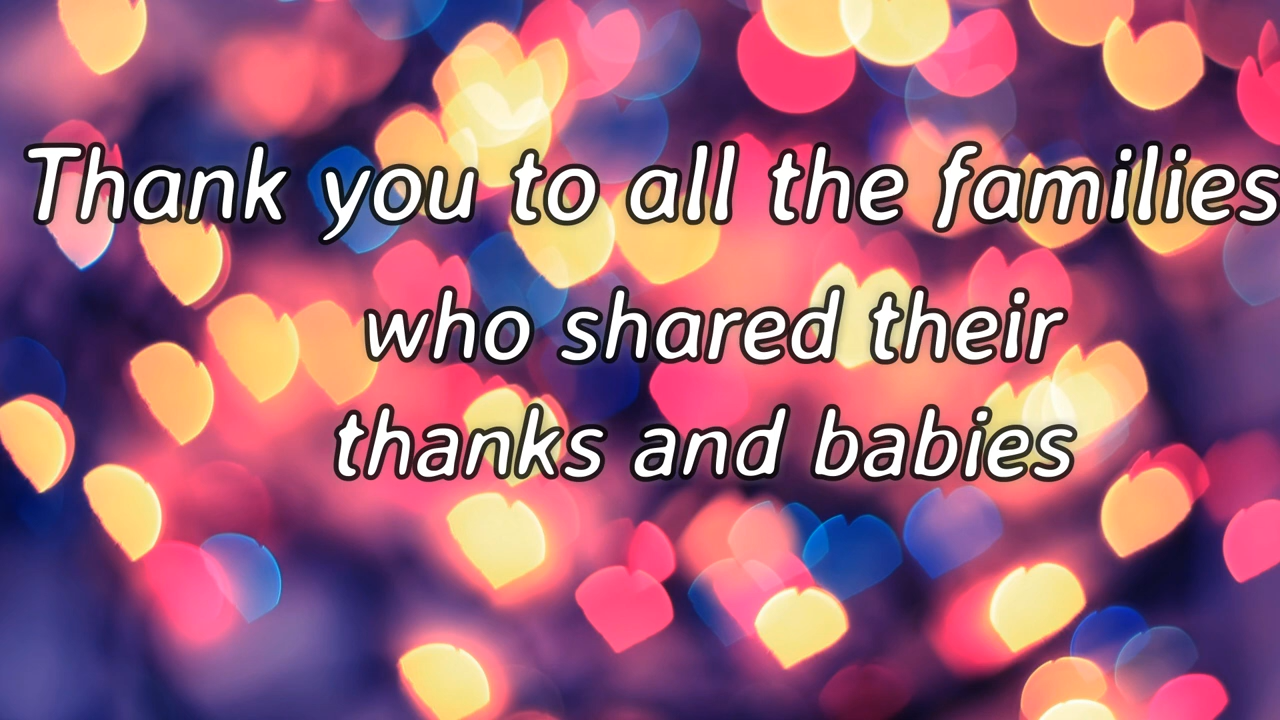 Thank you to all the families
who shared their
thanks and babies